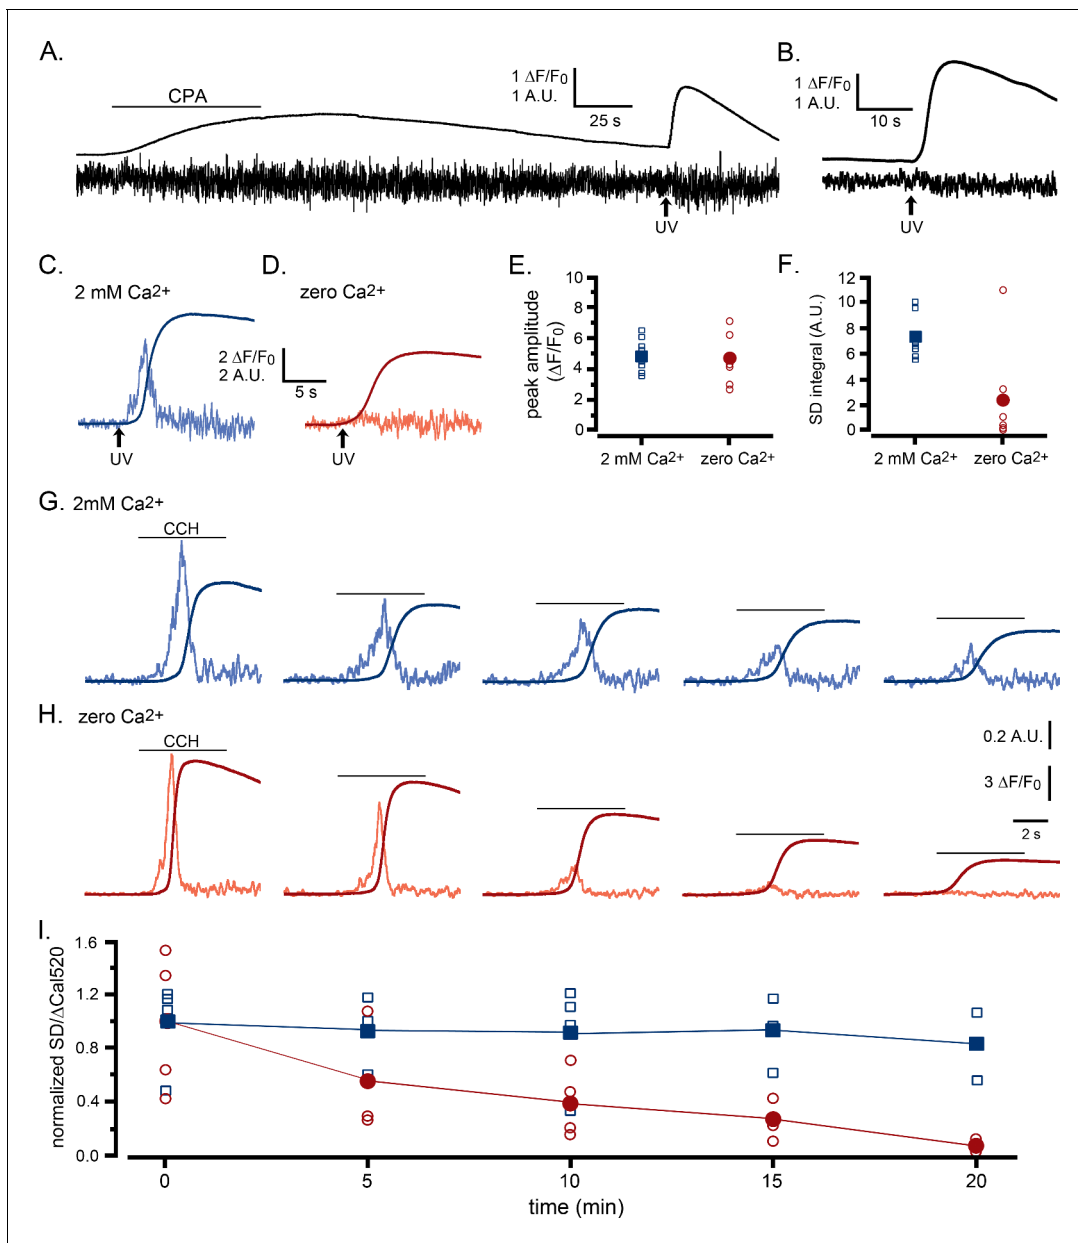 A.
CPA
1 ΔF/F0
1 A.U.
25 s
UV
B.
1 ΔF/F0
1 A.U.
10 s
UV
C.
2 mM Ca2+
UV
D.
zero Ca2+
2 ΔF/F0
2 A.U.
5 s
UV
E.
peak amplitude
(ΔF/F0)
10
8
6
4
2
0
2 mM Ca2+
zero Ca2+
F.
SD integral (A.U.)
12
10
8
6
4
2
0
2 mM Ca2+
zero Ca2+
G.
2mM Ca2+
CCH
H.
zero Ca2+
CCH
0.2 A.U.
3 ΔF/F0
2 s
I.
normalized SD/ΔCal520
1.6
1.2
0.8
0.4
0.0
0
5
10
15
20
time (min)